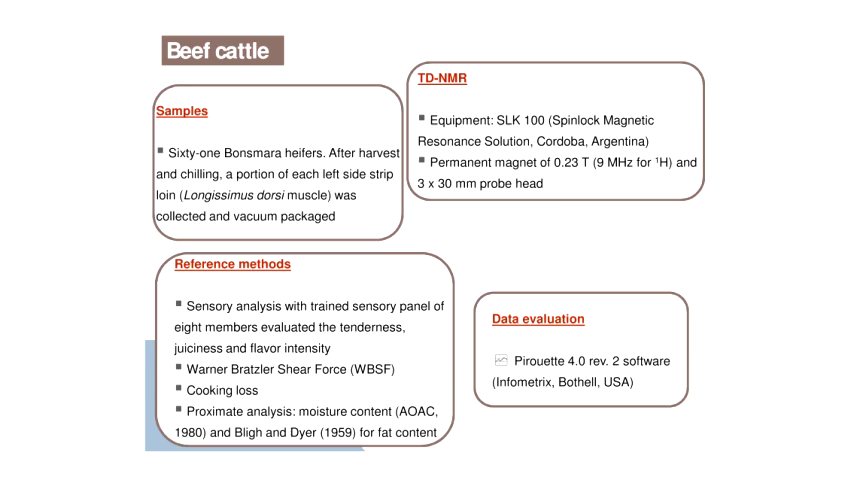 Beef cattle
TD-NMR
▪ Equipment: SLK 100 (Spinlock Magnetic
Resonance Solution, Cordoba, Argentina)
▪ Permanent magnet of 0.23 T (9 MHz for ¹H) and
3 x 30 mm probe head
Samples
▪ Sixty-one Bonsmara heifers. After harvest
and chilling, a portion of each left side strip
loin (Longissimus dorsi muscle) was
collected and vacuum packaged
Reference methods
▪ Sensory analysis with trained sensory panel of
eight members evaluated the tenderness,
juiciness and flavor intensity
▪ Warner Bratzler Shear Force (WBSF)
▪ Cooking loss
▪ Proximate analysis: moisture content (AOAC,
1980) and Bligh and Dyer (1959) for fat content
Data evaluation
Pirouette 4.0 rev. 2 software
(Infometrix, Bothell, USA)